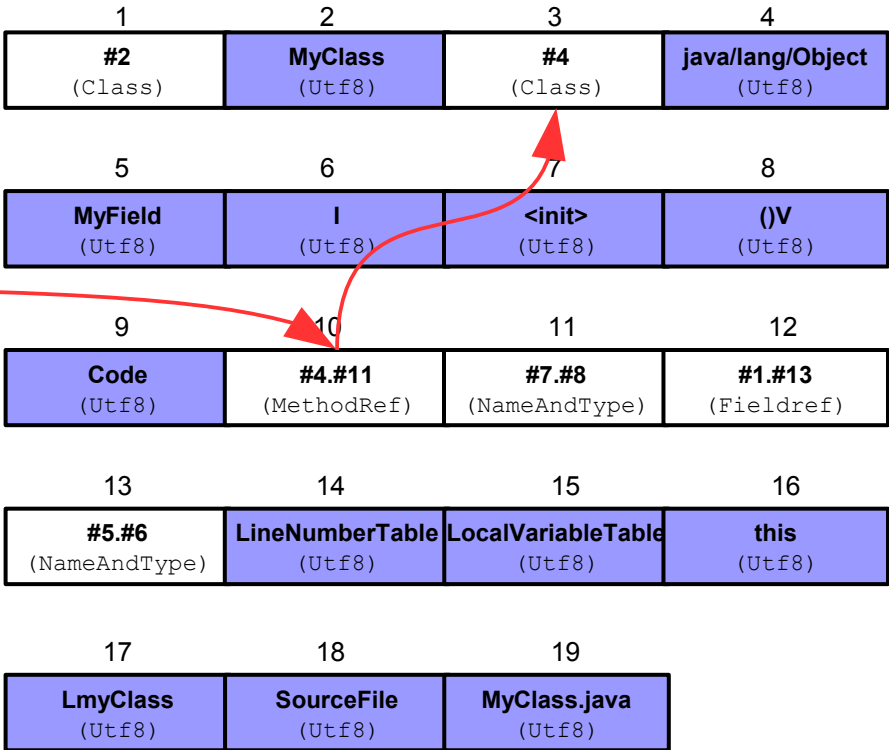 1 2 3 4
#2 MyClass #4 java/lang/Object
(Class) (Utf8) (Class) (Utf8)
5 6 7 8
MyField I <init> ()V
(Utf8) (Utf8) (Utf8) (Utf8)
9 10 11 12
Code #4.#11 #7.#8 #1.#13
(Utf8) (MethodRef) (NameAndType) (Fieldref)
13 14 15 16
#5.#6 LineNumberTable LocalVariableTable this
(NameAndType) (Utf8) (Utf8) (Utf8)
17 18 19
LmyClass SourceFile MyClass.java
(Utf8) (Utf8) (Utf8)